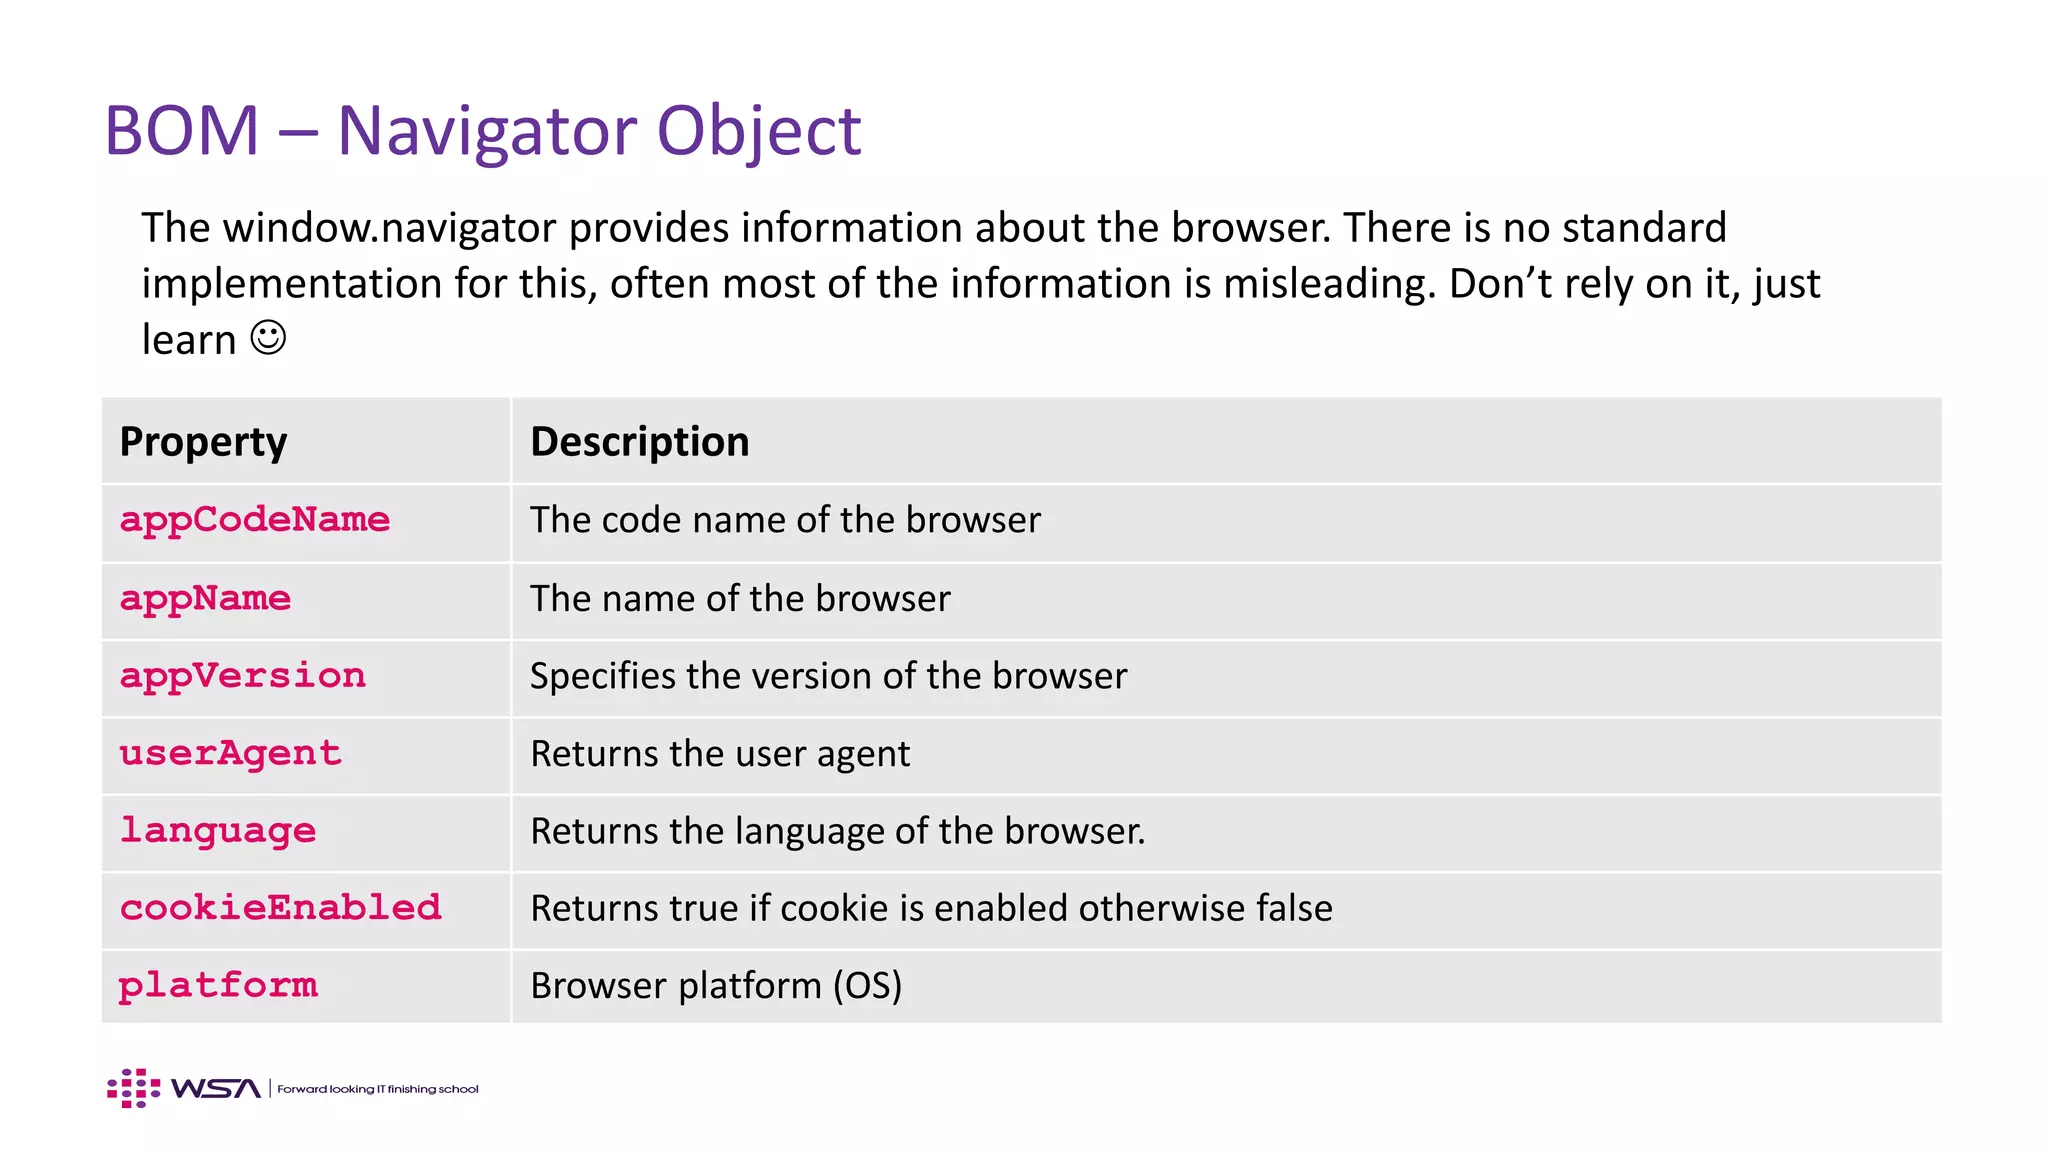 BOM – Navigator Object
The window.navigator provides information about the browser. There is no standard
implementation for this, often most of the information is misleading. Don’t rely on it, just
learn ☺
Property Description
appCodeName The code name of the browser
appName The name of the browser
appVersion Specifies the version of the browser
userAgent Returns the user agent
language Returns the language of the browser.
cookieEnabled Returns true if cookie is enabled otherwise false
platform Browser platform (OS)
WSA Forward looking IT finishing school